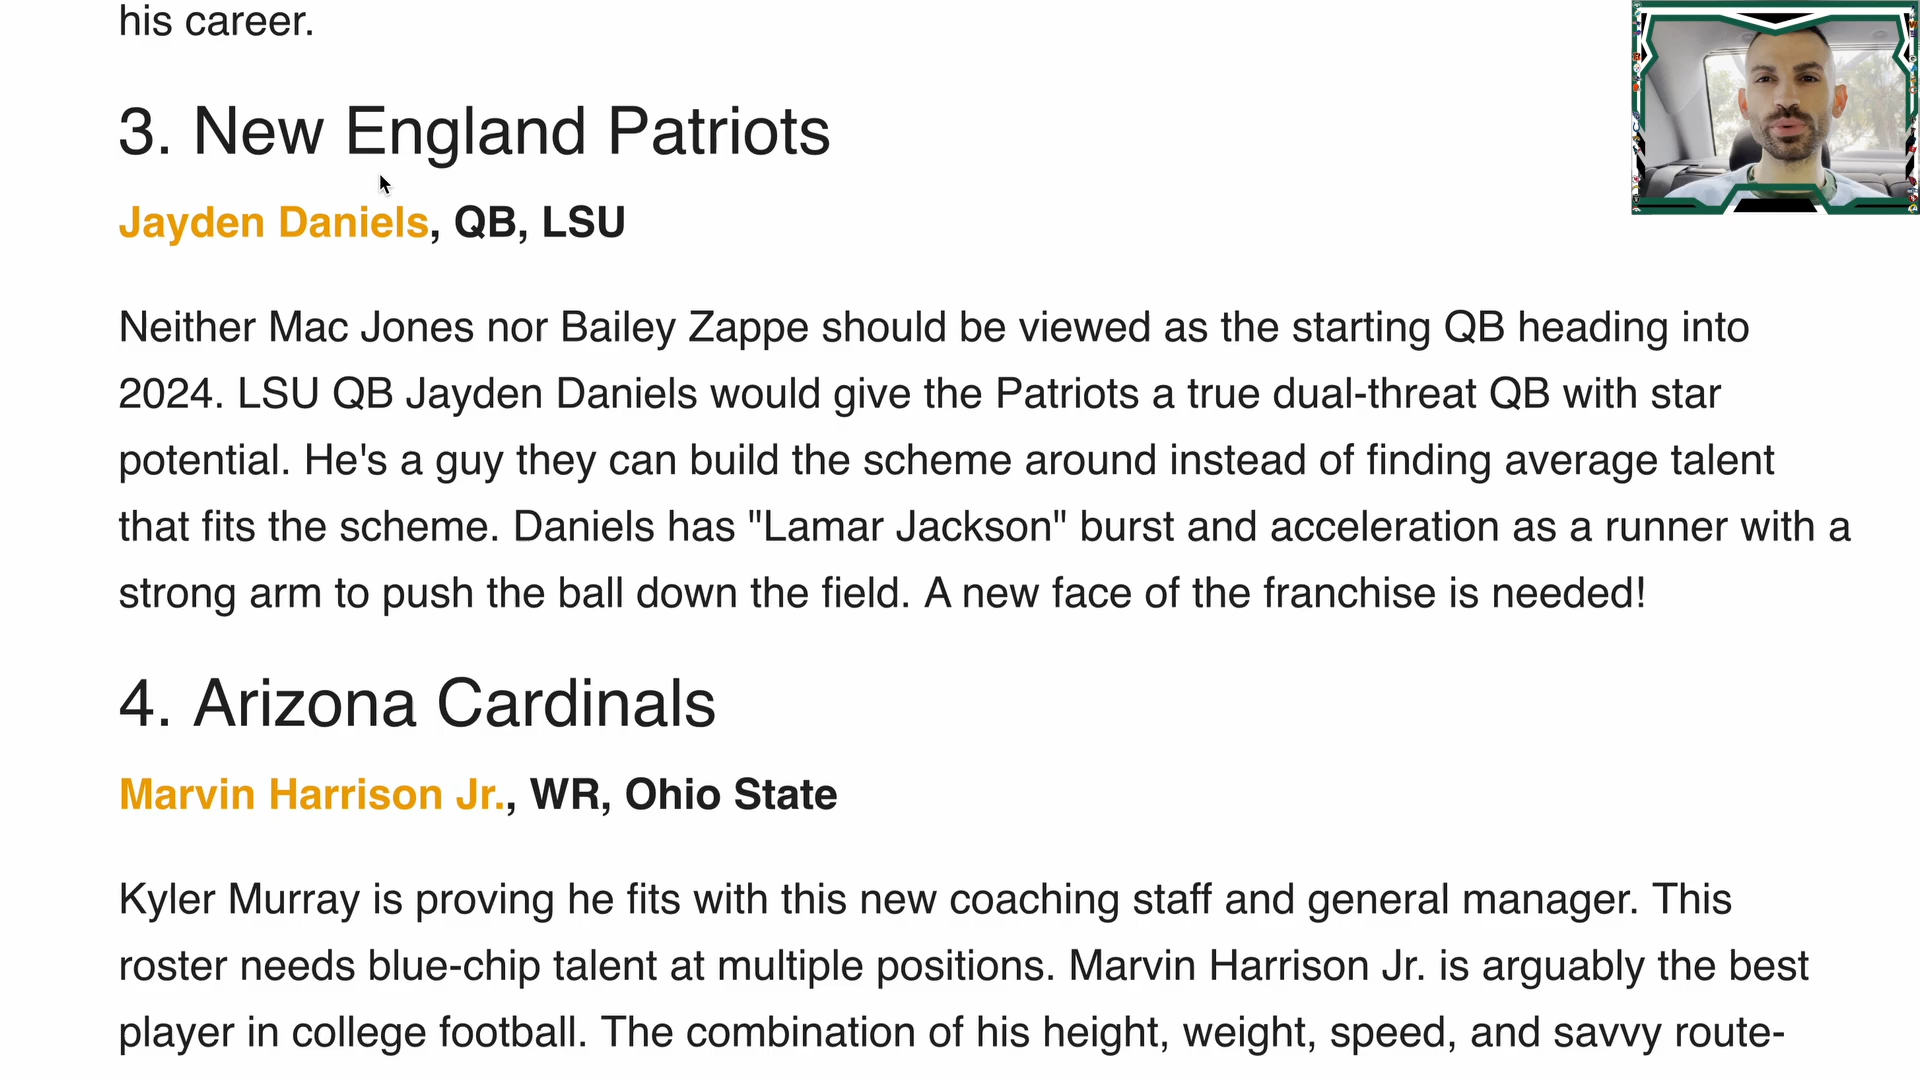 his career.
3. New England Patriots
Jayden Daniels, QB, LSU
Neither Mac Jones nor Bailey Zappe should be viewed as the starting QB heading into
2024. LSU QB Jayden Daniels would give the Patriots a true dual-threat QB with star
potential. He's a guy they can build the scheme around instead of finding average talent
that fits the scheme. Daniels has "Lamar Jackson" burst and acceleration as a runner with a
strong arm to push the ball down the field. A new face of the franchise is needed!
4. Arizona Cardinals
Marvin Harrison Jr., WR, Ohio State
Kyler Murray is proving he fits with this new coaching staff and general manager. This
roster needs blue-chip talent at multiple positions. Marvin Harrison Jr. is arguably the best
player in college football. The combination of his height, weight, speed, and savvy route-